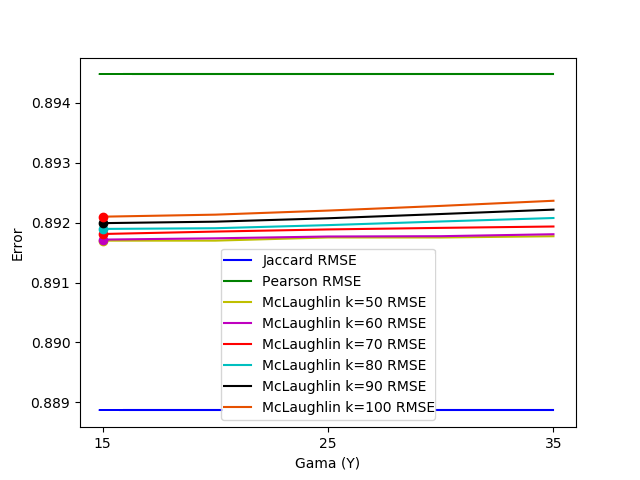 0.894
0.893
0.892
0.891
0.890
0.889
Error
Jaccard RMSE
Pearson RMSE
McLaughlin k=50 RMSE
McLaughlin k=60 RMSE
McLaughlin k=70 RMSE
McLaughlin k=80 RMSE
McLaughlin k=90 RMSE
McLaughlin k=100 RMSE
15 25 35
Gama (Y)